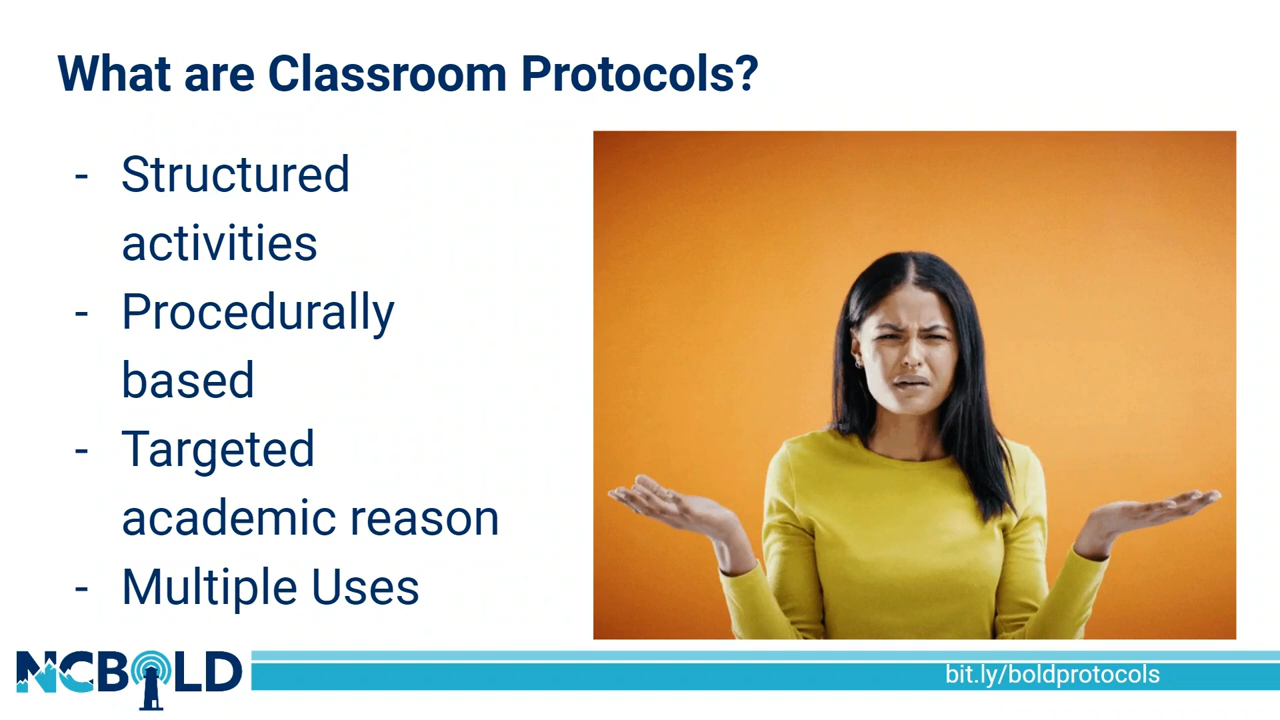 What are Classroom Protocols?
- Structured
activities
- Procedurally
based
- Targeted
academic reason
- Multiple Uses
NCBOLD
bit.ly/boldprotocols